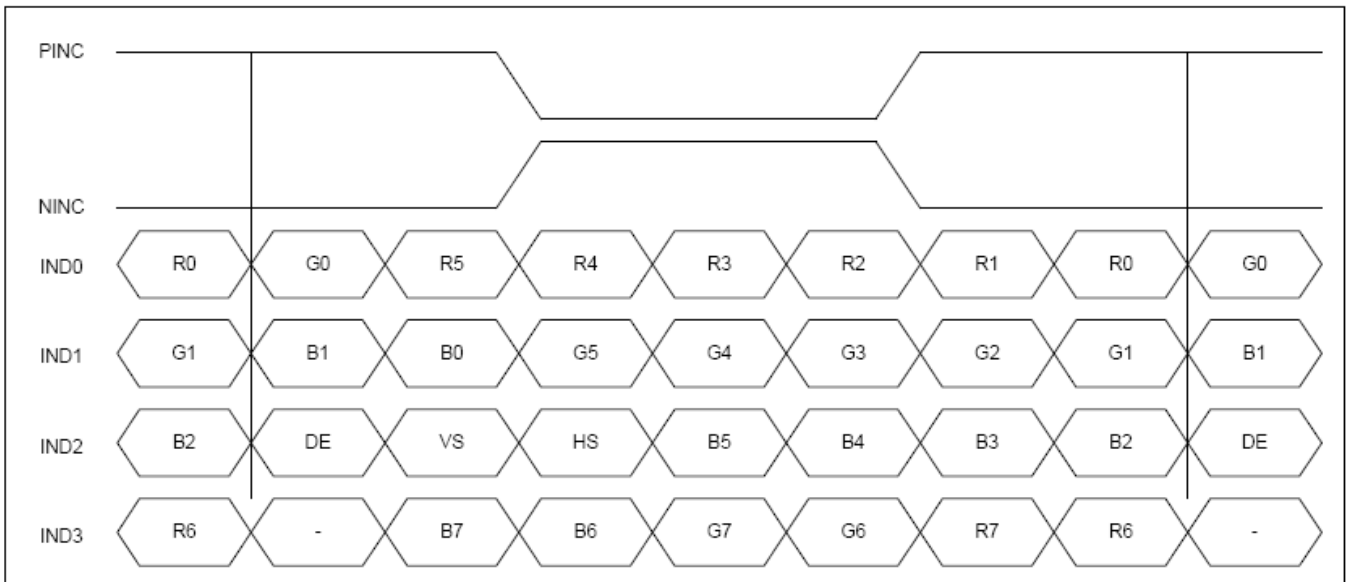 PINC
NINC
IND0 R0 G0 R5 R4 R3 R2 R1 R0 G0
IND1 G1 B1 B0 G5 G4 G3 G2 G1 B1
IND2 B2 DE VS HS B5 B4 B3 B2 DE
IND3 R6 - B7 B6 G7 G6 R7 R6 -